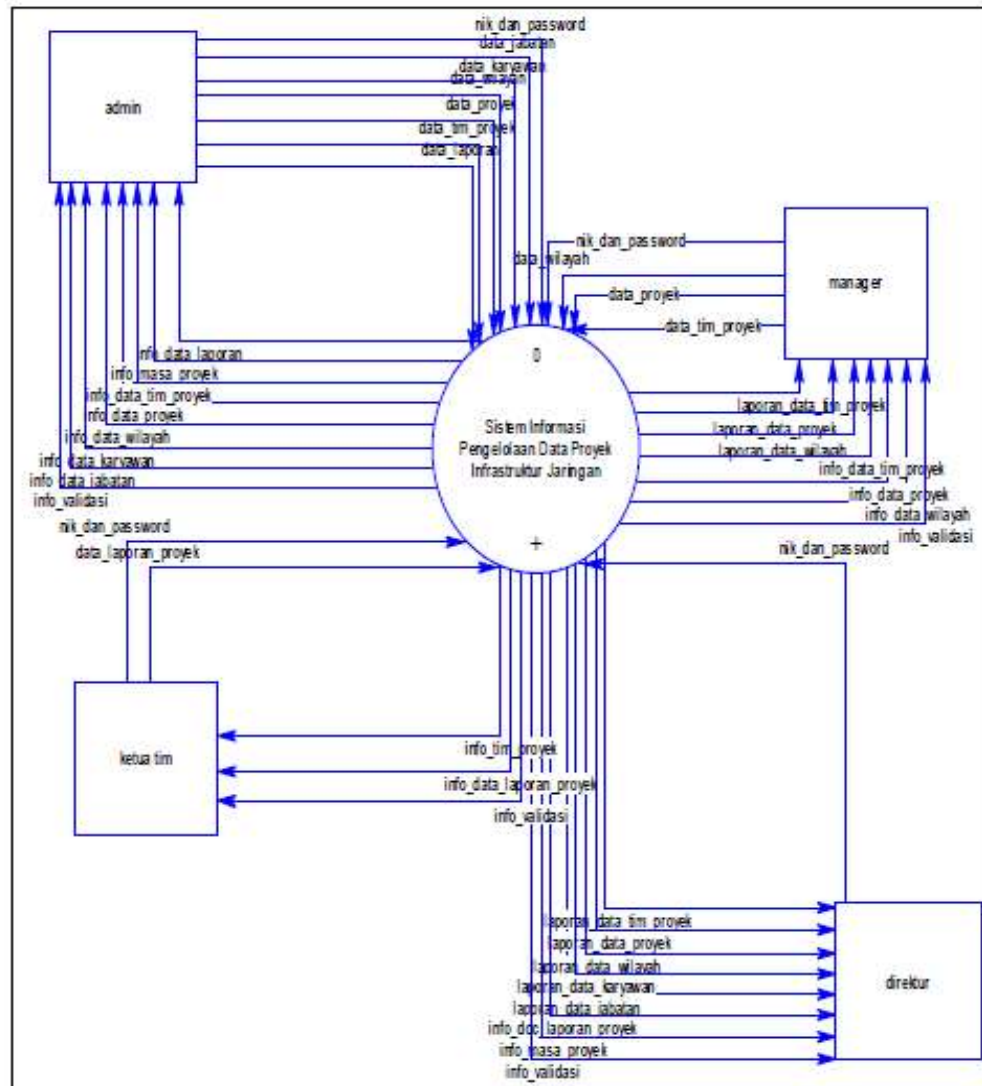 nik_dan_password
data_jabatan
data_karyawan
data_wilayah
data_proyek
data_tim_proyek
data_laporan
admin
nik_dan_password
data_wilayah
data_proyek
data_tim_proyek
manager
0
Sistem Informasi
Pengelolaan Data Proyek
Infrastruktur Jaringan
+
nfo_data_laporan
info_masa_proyek
info_data_tim_proyek
nfo_data_proyek
info_data_wilayah
info_data_karyawan
info_data_jabatan
info_validasi
laporan_data_tim_proyek
laporan_data_proyek
laporan_data_wilayah
info_data_tim_proyek
info_data_proyek
info_data_wilayah
info_validasi
nik_dan_password
data_laporan_proyek
nik_dan_password
ketua tim
info_tim_proyek
info_data_laporan_proyek
info_validasi
laporan_data_tim_proyek
laporan_data_proyek
laporan_data_wilayah
laporan_data_karyawan
laporan_data_jabatan
info_doc_laporan_proyek
info_masa_proyek
info_validasi
direktur